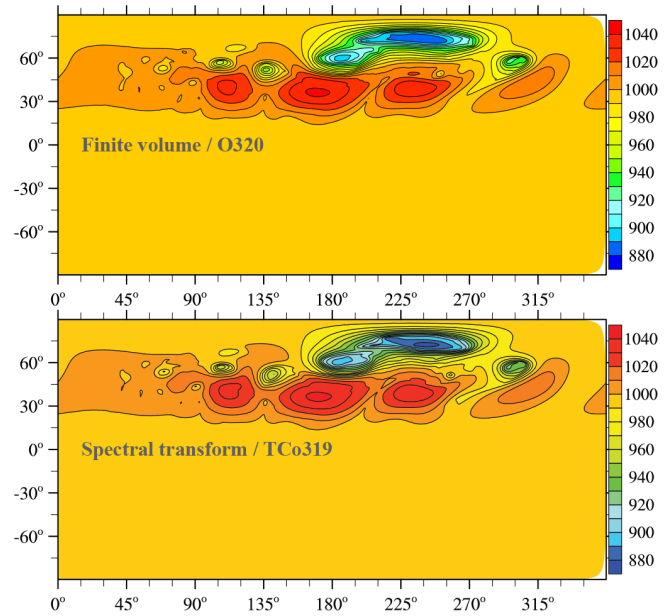 60º
30º
0º
-30º
-60º
Finite volume / O320
0º 45º 90º 135º 180º 225º 270º 315º
1040
1020
1000
980
960
940
920
900
880
60º
30º
0º
-30º
-60º
Spectral transform / TCo319
0º 45º 90º 135º 180º 225º 270º 315º
1040
1020
1000
980
960
940
920
900
880